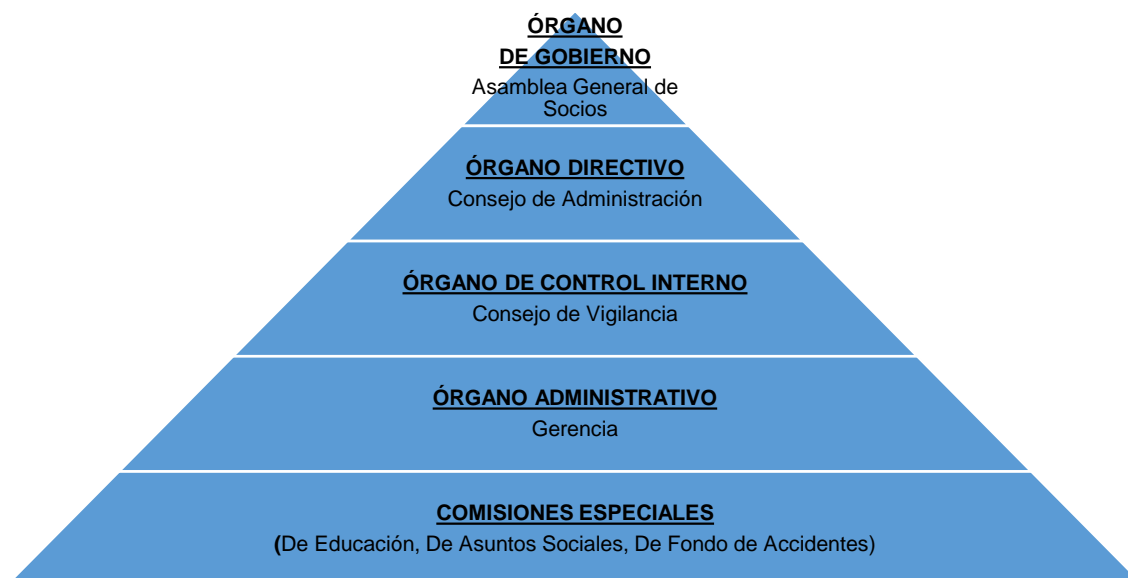 ÓRGANO
DE GOBIERNO
Asamblea General de
Socios
ÓRGANO DIRECTIVO
Consejo de Administración
ÓRGANO DE CONTROL INTERNO
Consejo de Vigilancia
ÓRGANO ADMINISTRATIVO
Gerencia
COMISIONES ESPECIALES
(De Educación, De Asuntos Sociales, De Fondo de Accidentes)